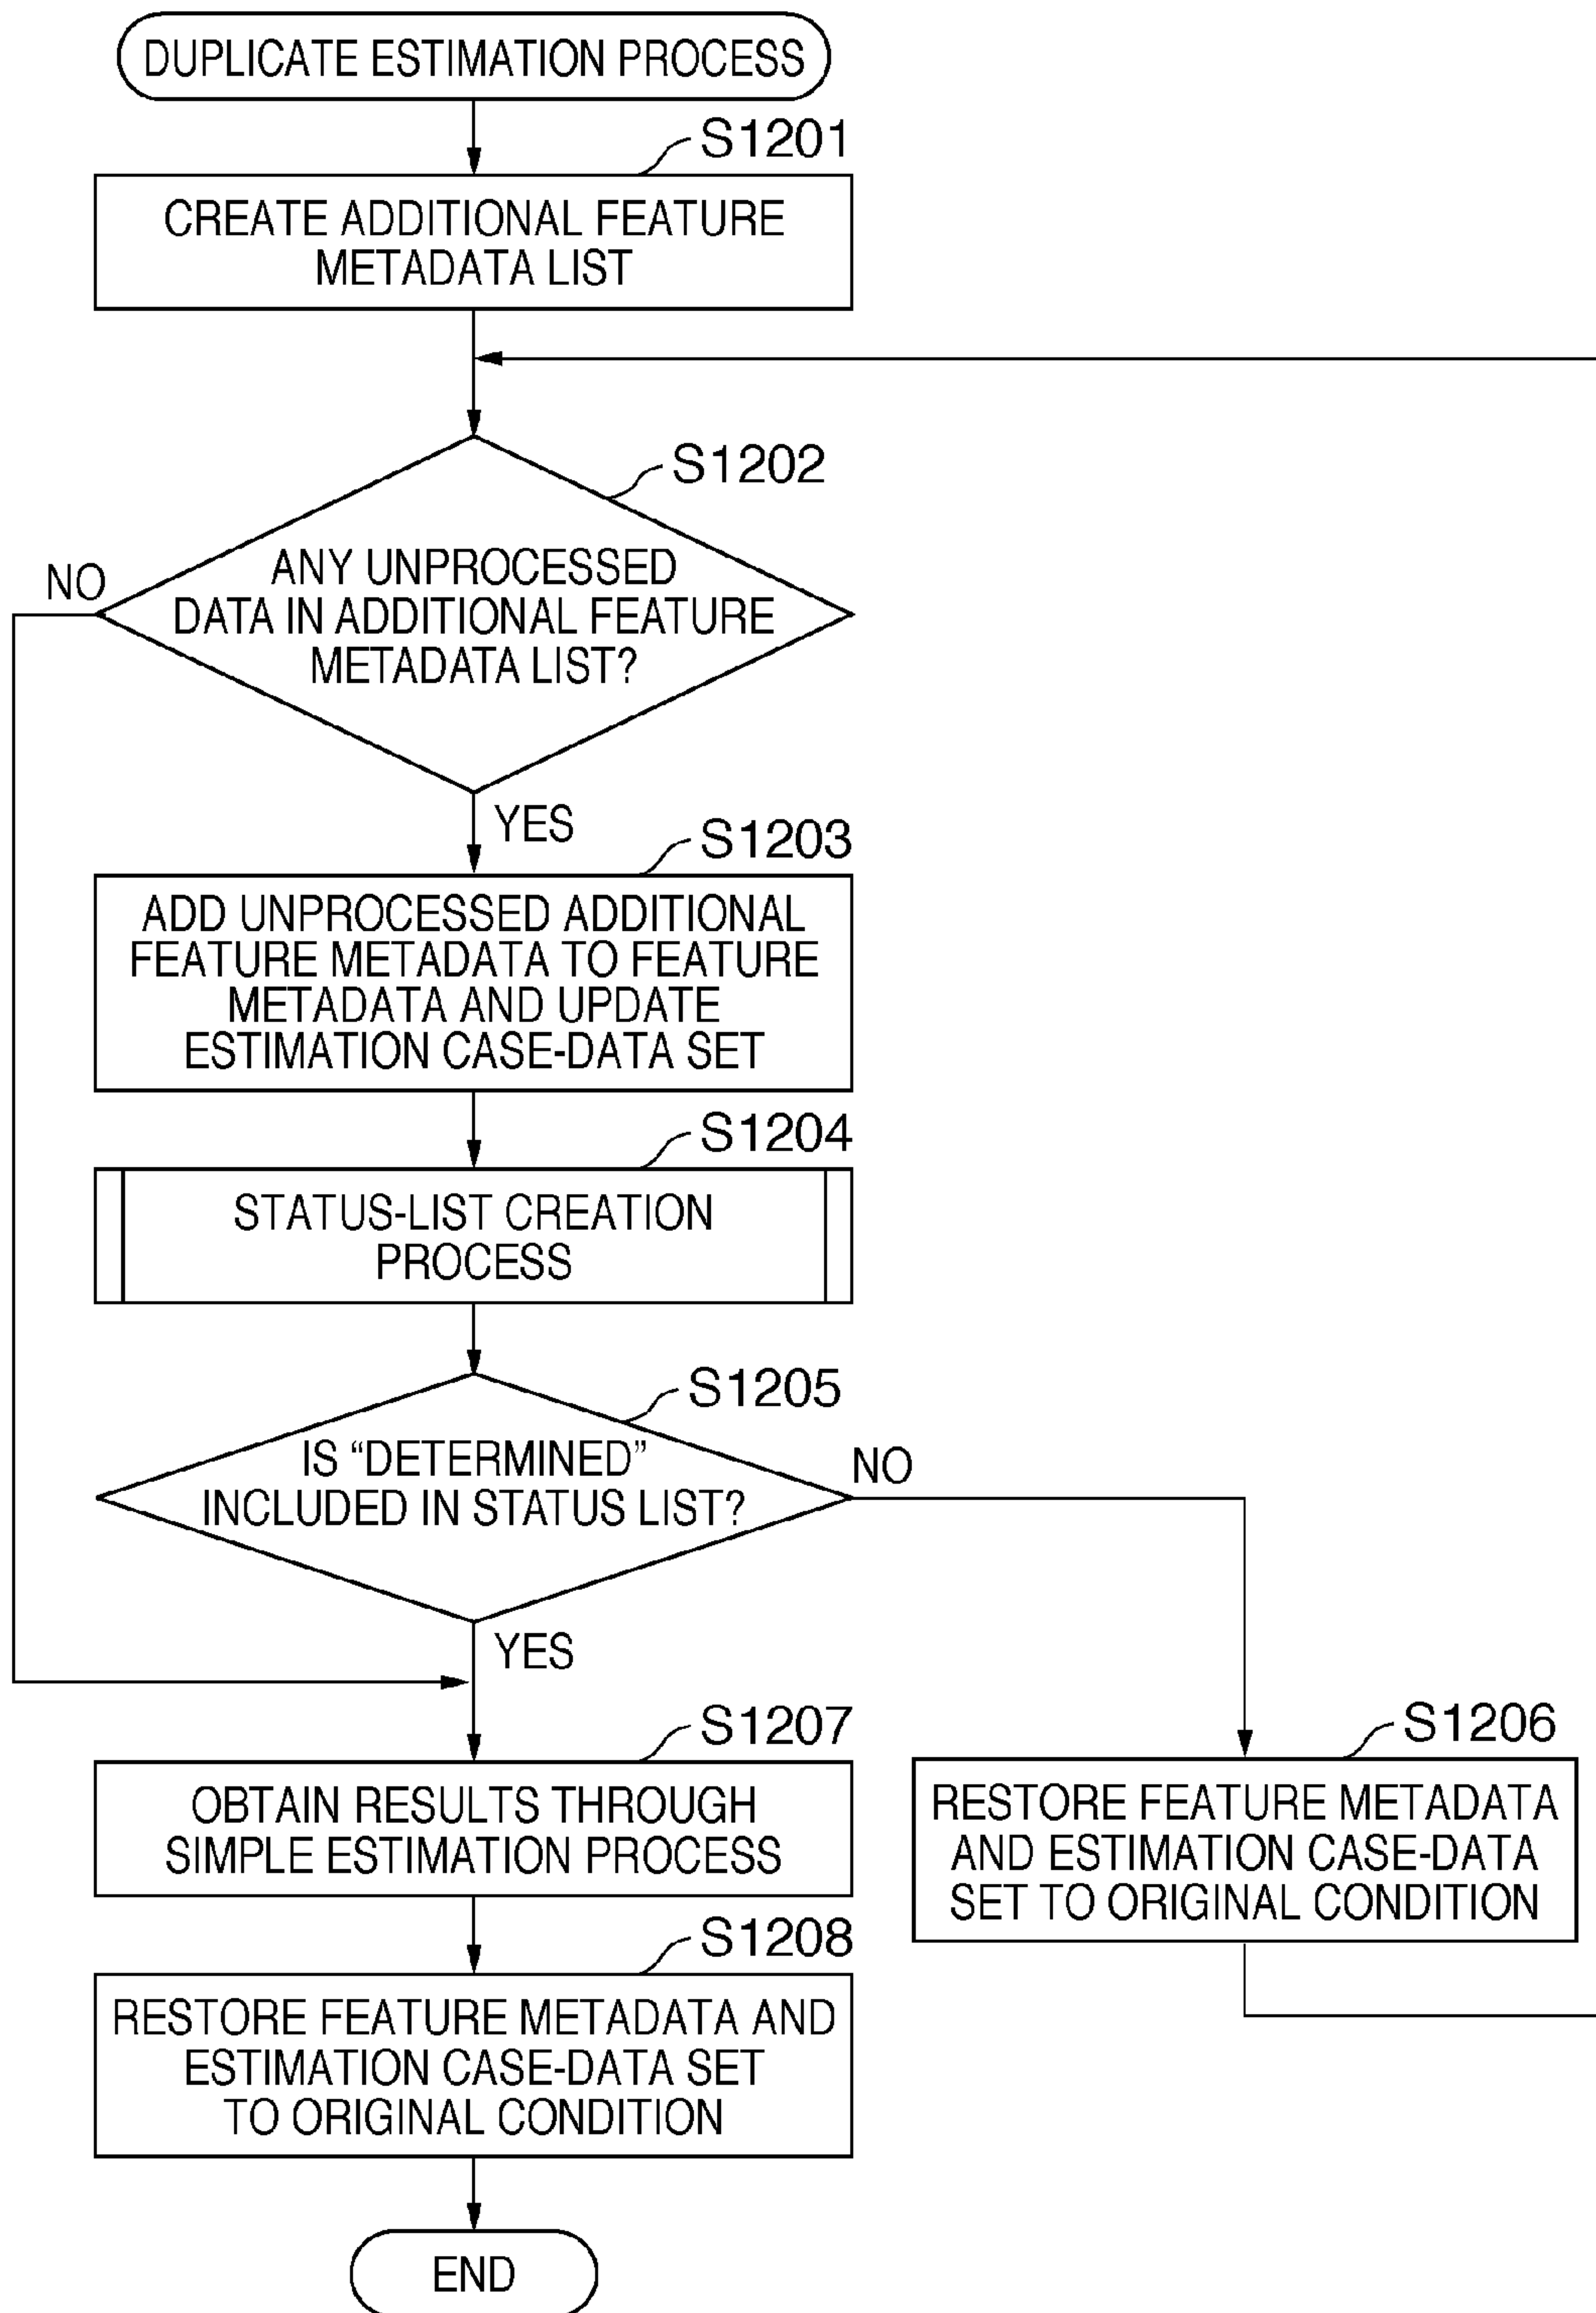 DUPLICATE ESTIMATION PROCESS
S1201
CREATE ADDITIONAL FEATURE
METADATA LIST
S1202
ANY UNPROCESSED
DATA IN ADDITIONAL FEATURE
METADATA LIST?
NO
YES
S1203
ADD UNPROCESSED ADDITIONAL
FEATURE METADATA TO FEATURE
METADATA AND UPDATE
ESTIMATION CASE-DATA SET
S1204
STATUS-LIST CREATION
PROCESS
S1205
IS “DETERMINED”
INCLUDED IN STATUS LIST?
NO
YES
S1206
RESTORE FEATURE METADATA
AND ESTIMATION CASE-DATA
SET TO ORIGINAL CONDITION
S1207
OBTAIN RESULTS THROUGH
SIMPLE ESTIMATION PROCESS
S1208
RESTORE FEATURE METADATA AND
ESTIMATION CASE-DATA SET
TO ORIGINAL CONDITION
END